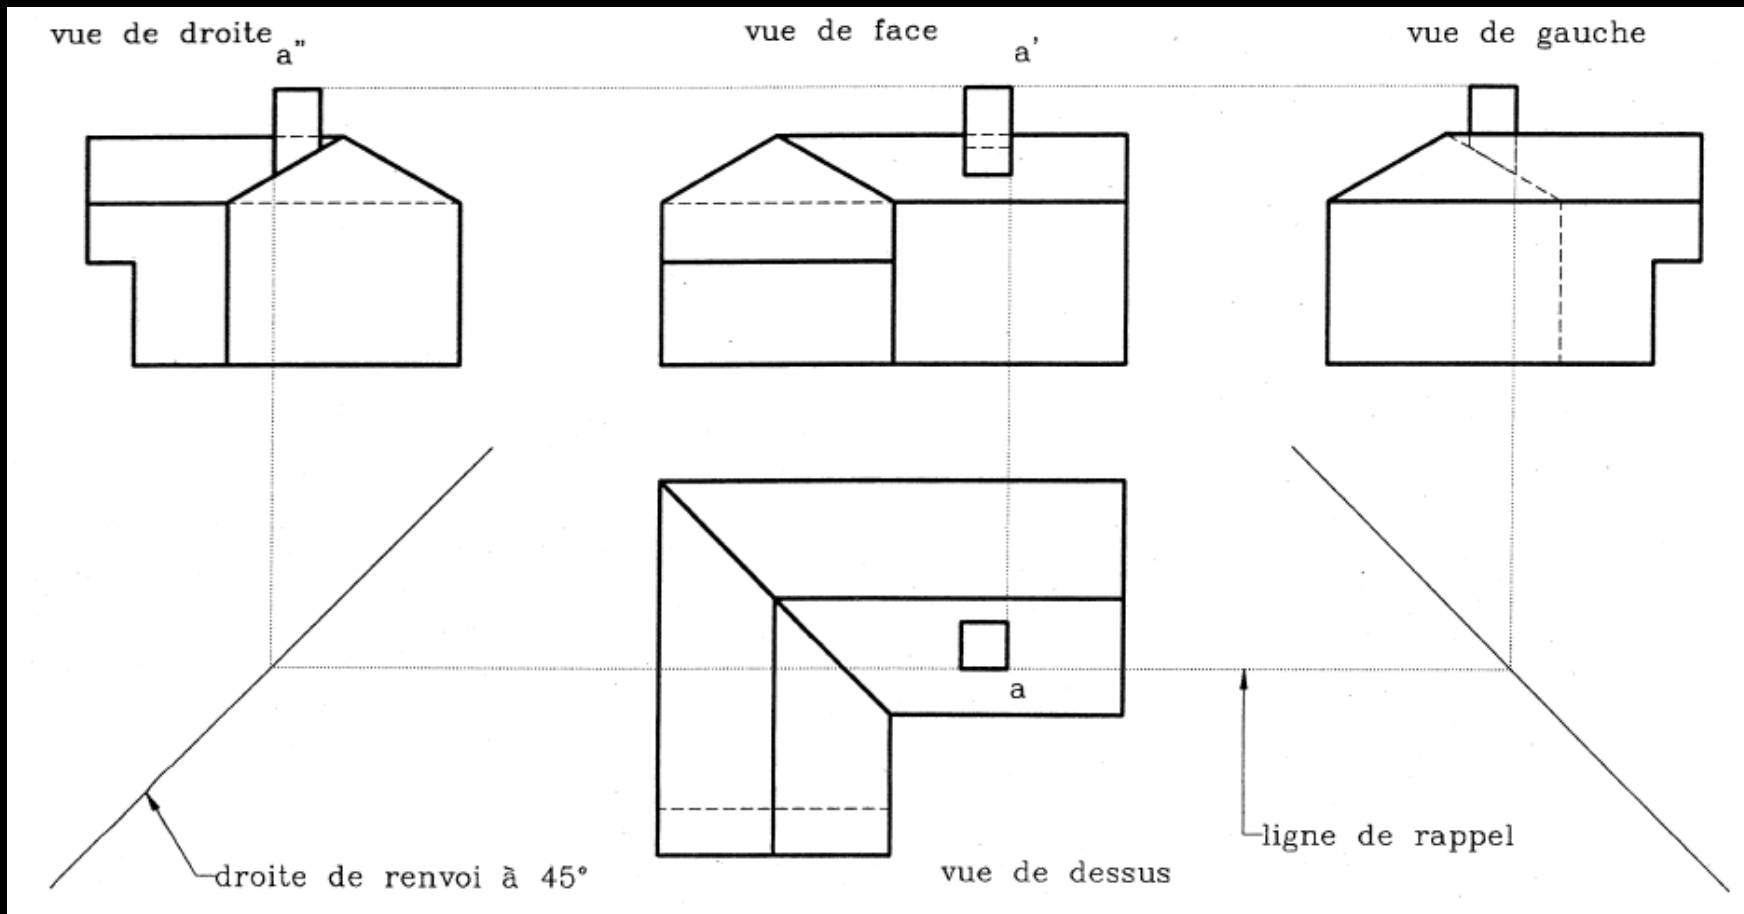 vue de droite
a"
vue de face
a'
vue de gauche
a
droite de renvoi à 45°
vue de dessus
ligne de rappel